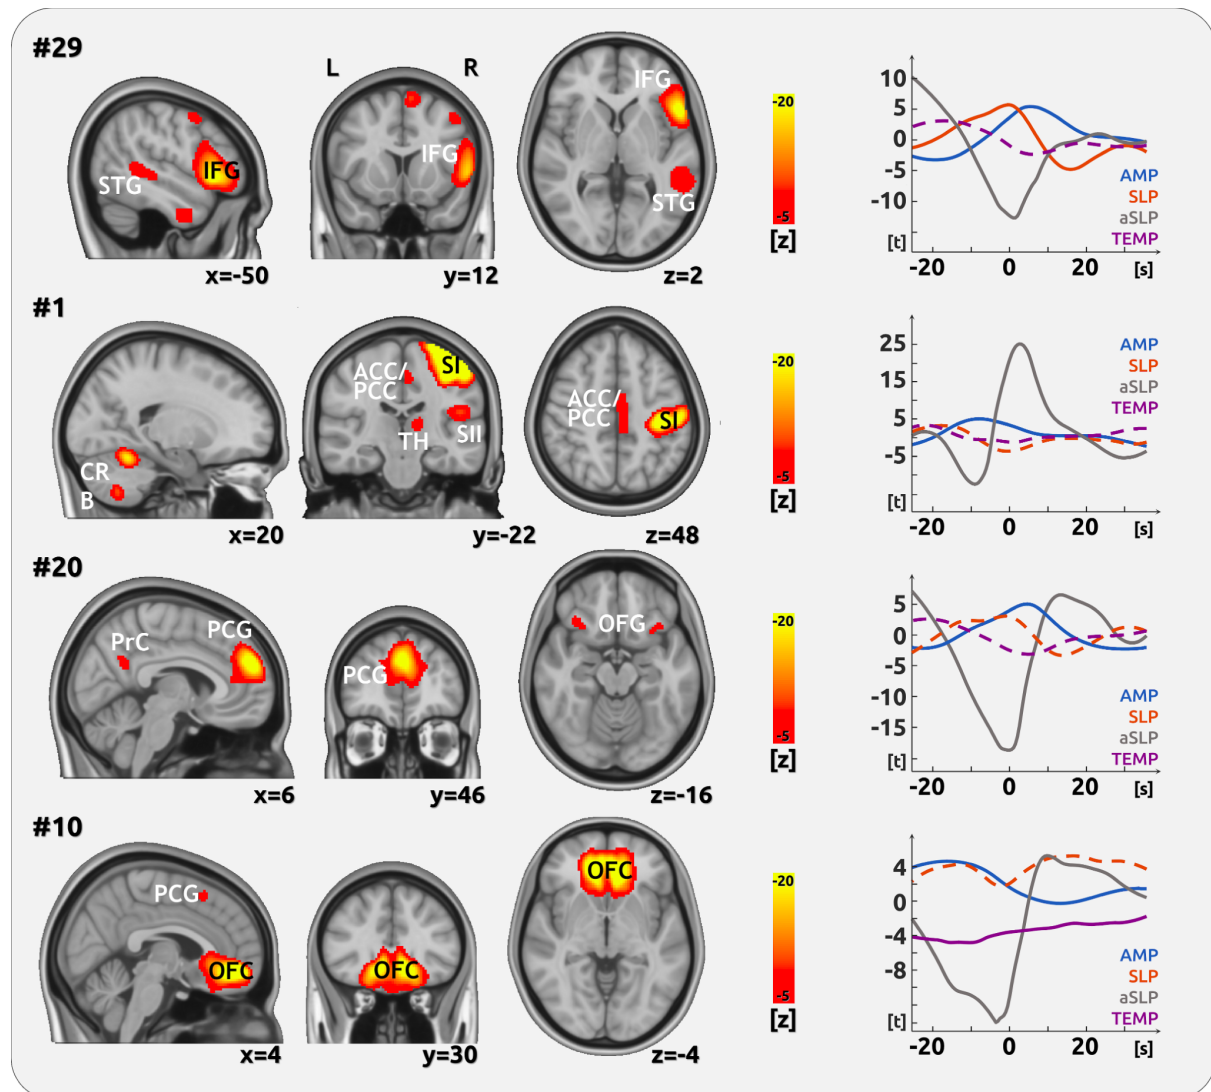 #29
L R
IFG
STG
IFG
IFG
STG
x=-50
y=12
z=2
-20
-5
[z]
10
5
0
-5
-10
[t]
-20 0 20 [s]
AMP
SLP
aSLP
TEMP
#1
CR
B
ACC/
PCC
SI
TH
SII
ACC/
PCC
SI
x=20
y=-22
z=48
-20
-5
[z]
25
15
5
-5
[t]
-20 0 20 [s]
AMP
SLP
aSLP
TEMP
#20
PrC
PCG
PCG
OFG
x=6
y=46
z=-16
-20
-5
[z]
5
0
-5
-10
-15
[t]
-20 0 20 [s]
AMP
SLP
aSLP
TEMP
#10
PCG
OFC
OFC
OFC
x=4
y=30
z=-4
-20
-5
[z]
4
0
-4
-8
[t]
-20 0 20 [s]
AMP
SLP
aSLP
TEMP